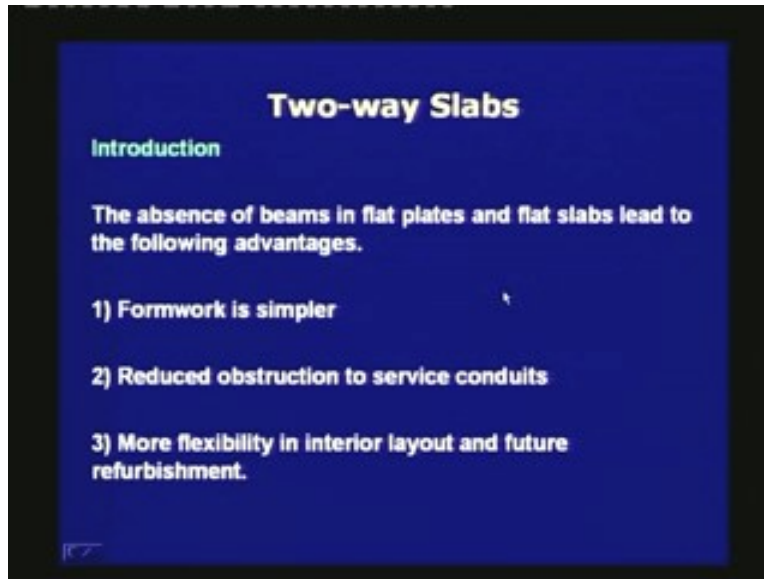 Two-way Slabs
Introduction
The absence of beams in flat plates and flat slabs lead to
the following advantages.
1) Formwork is simpler
2) Reduced obstruction to service conduits
3) More flexibility in interior layout and future
refurbishment.